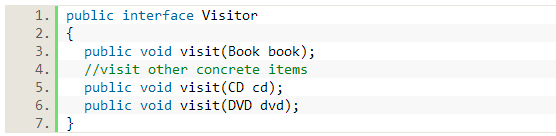 1. public interface Visitor
2. {
3.   public void visit(Book book);
4.   //visit other concrete items
5.   public void visit(CD cd);
6.   public void visit(DVD dvd);
7. }